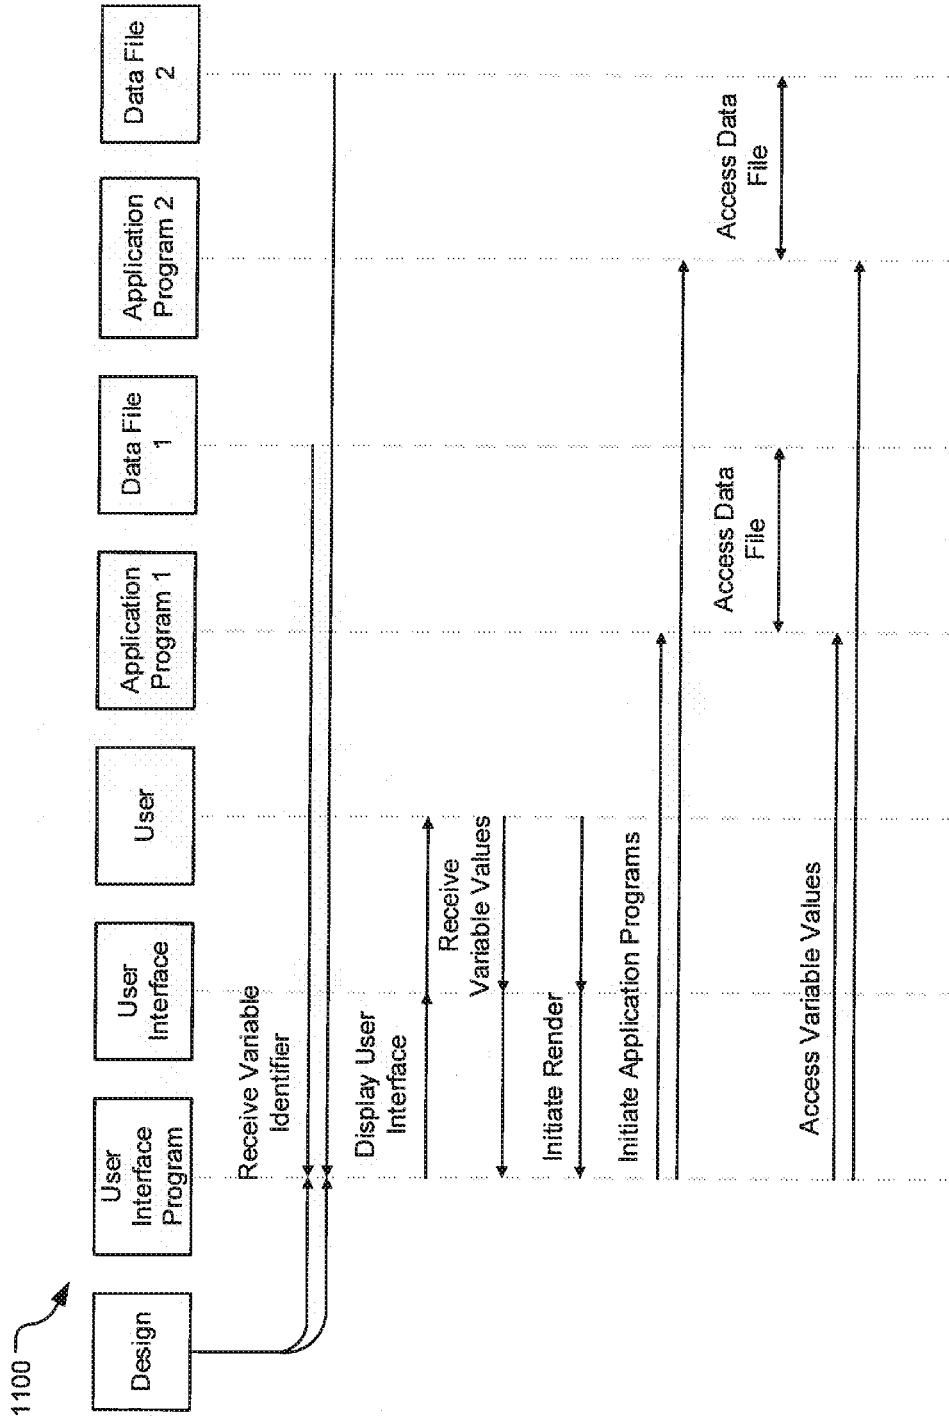 1100
Design
User
Interface
Program
User
Interface
User
Application
Program 1
Data File
1
Application
Program 2
Data File
2
Receive Variable
Identifier
Display User
Interface
Receive
Variable Values
Initiate Render
Initiate Application Programs
Access Data
File
Access Data
File
Access Variable Values